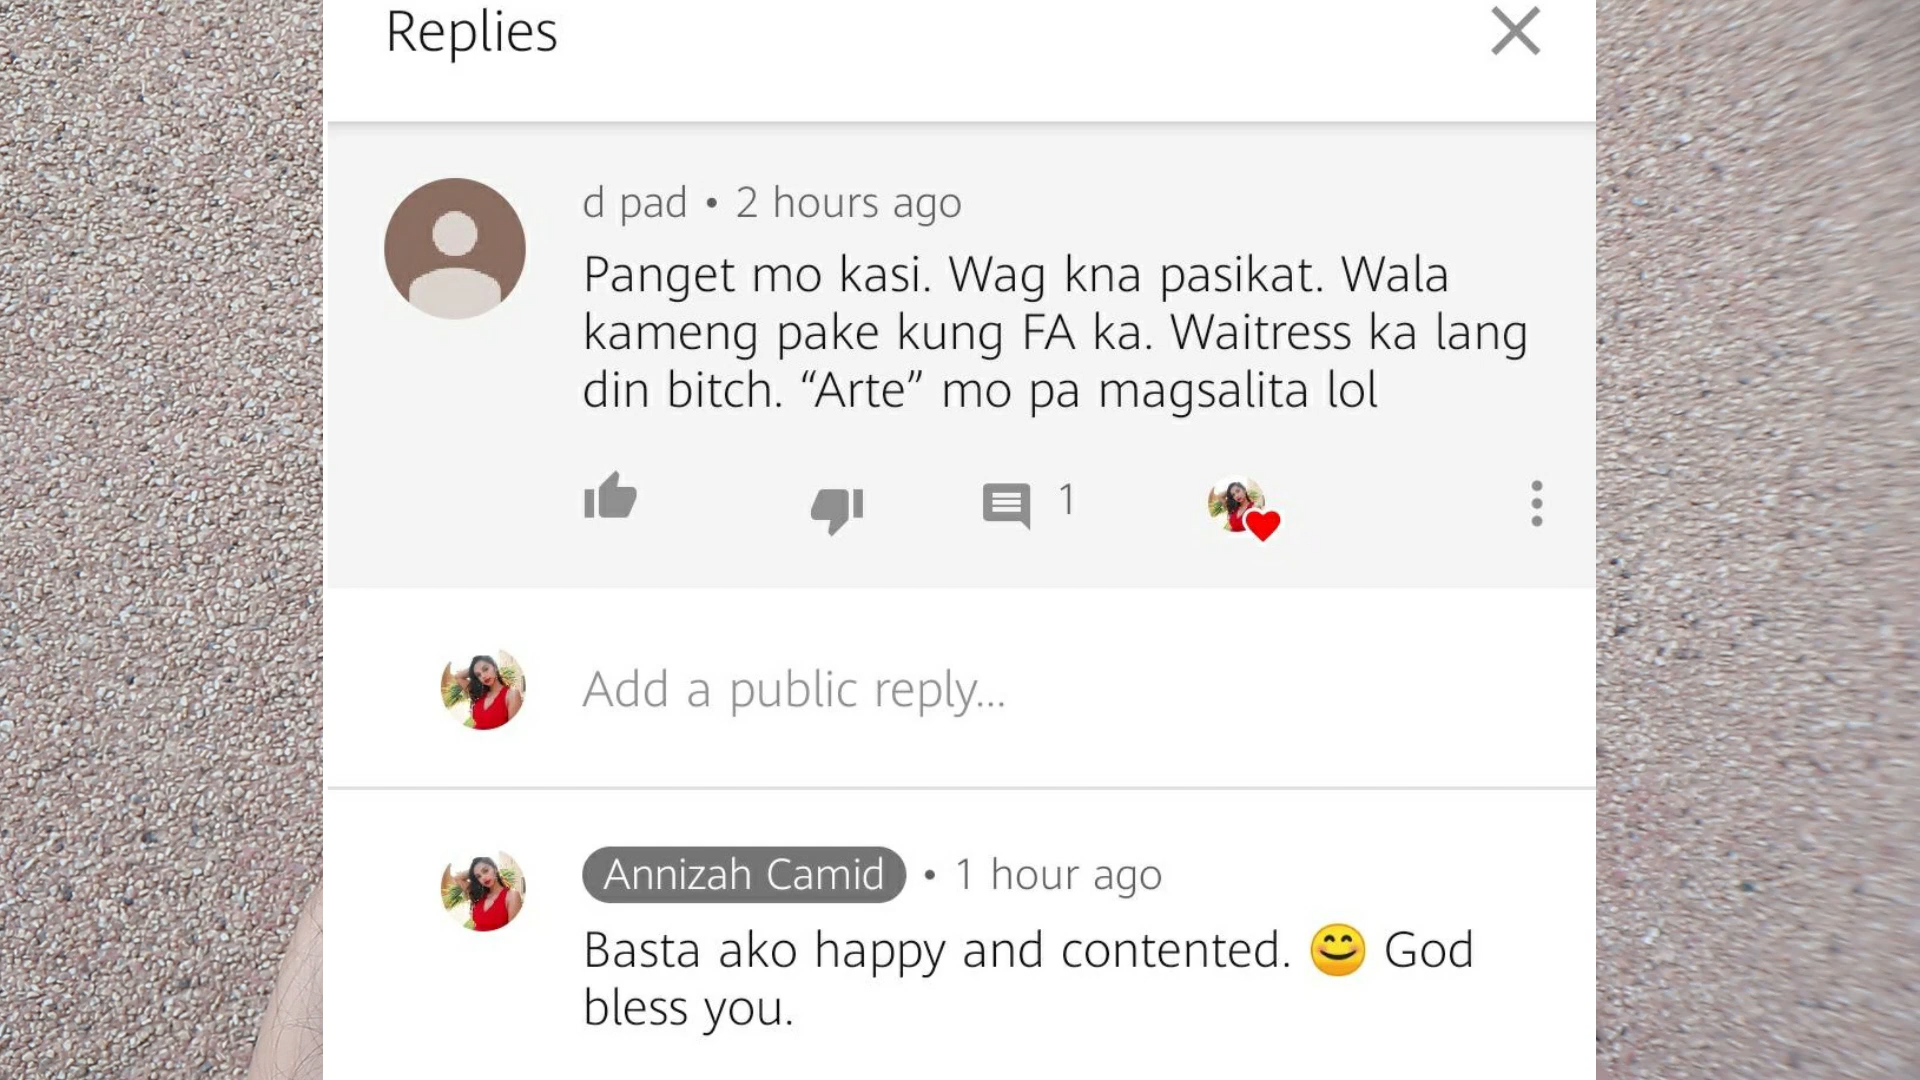 Replies
d pad • 2 hours ago
Panget mo kasi. Wag kna pasikat. Wala
kameng pake kung FA ka. Waitress ka lang
din bitch. “Arte” mo pa magsalita lol
1
Add a public reply...
Annizah Camid • 1 hour ago
Basta ako happy and contented. 😊 God
bless you.